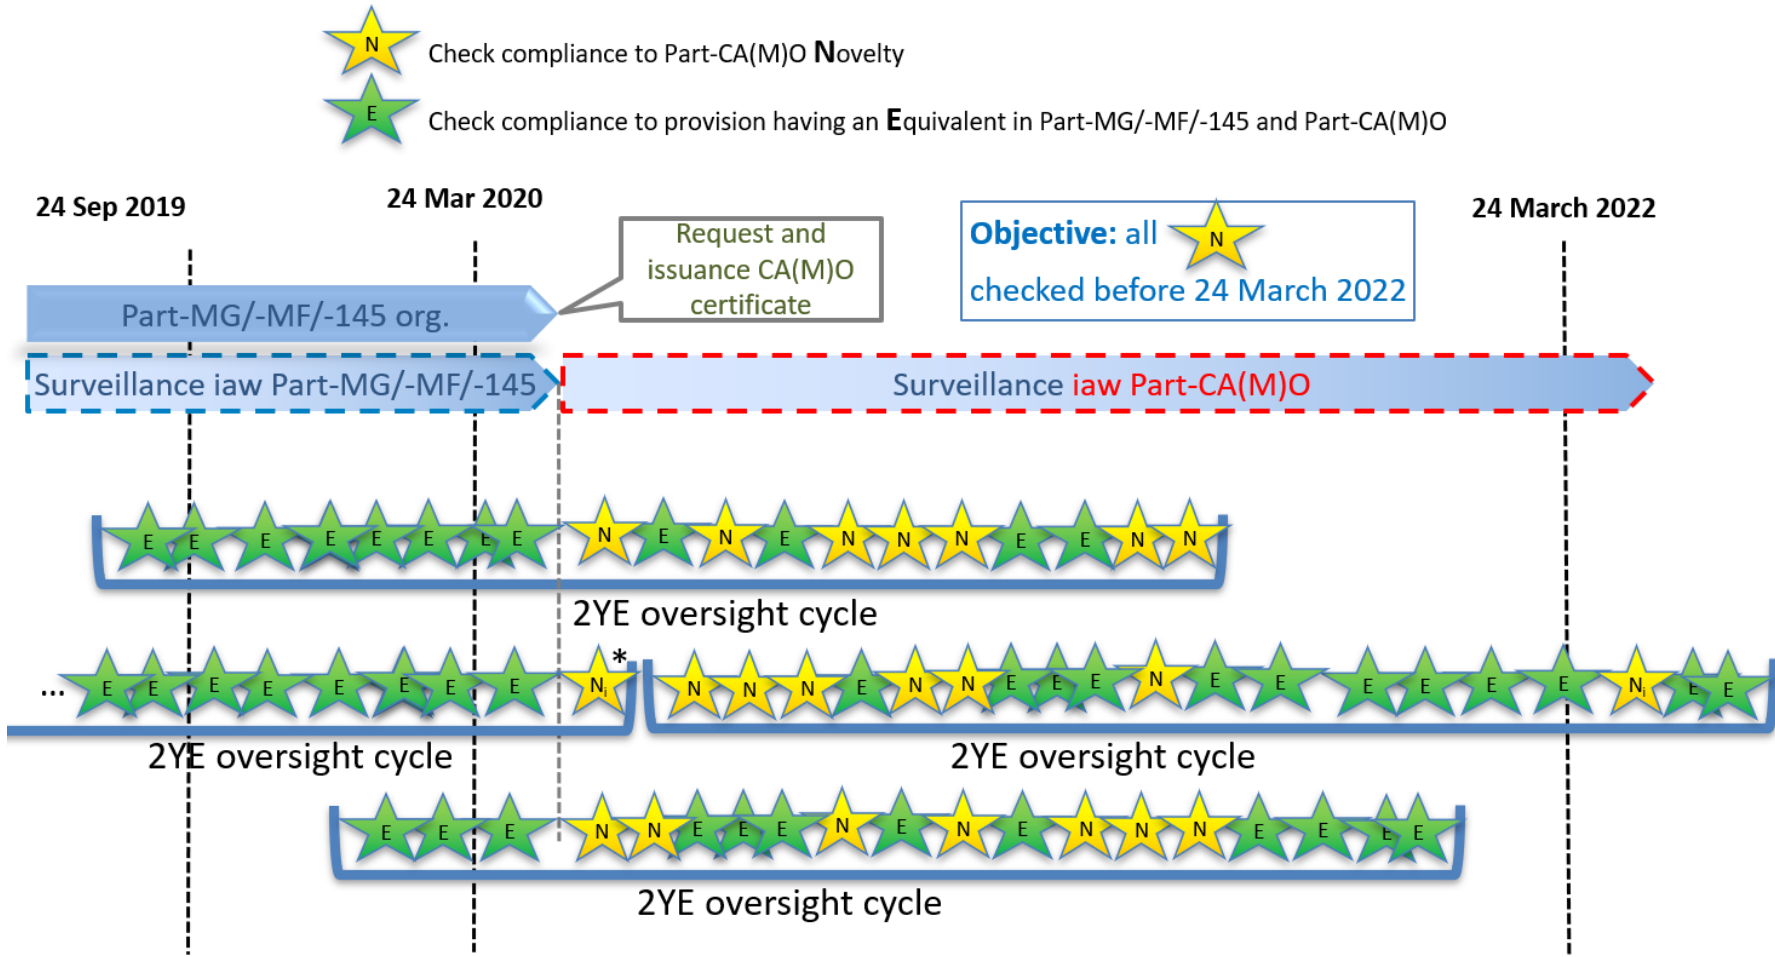 N
Check compliance to Part-CA(M)O Novelty
E
Check compliance to provision having an Equivalent in Part-MG/-MF/-145 and Part-CA(M)O
24 Sep 2019
24 Mar 2020
24 March 2022
Request and
issuance CA(M)O
certificate
Objective: all N
checked before 24 March 2022
Part-MG/-MF/-145 org.
Surveillance iaw Part-MG/-MF/-145
Surveillance iaw Part-CA(M)O
E E E E E E E E N E N E N N N E E N N
2YE oversight cycle
... E E E E E E E E Ni *
N N N E N N E E E N E E E E E E Ni E E
2YE oversight cycle
2YE oversight cycle
E E E N N E E E N E N E N N N E E E E
2YE oversight cycle